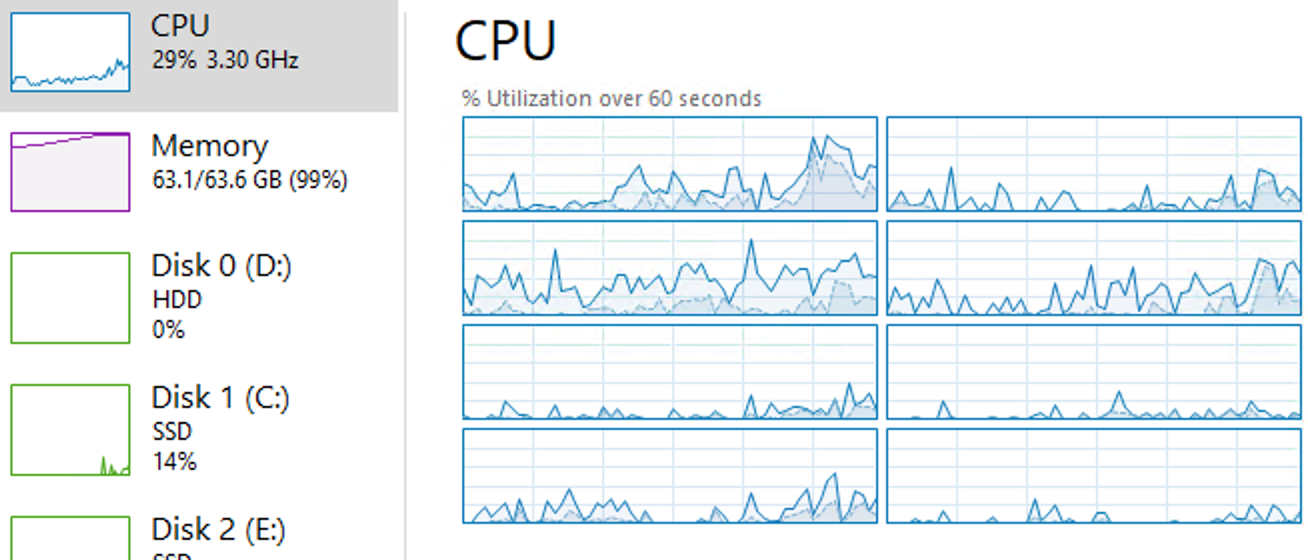 CPU
29% 3.30 GHz
Memory
63.1/63.6 GB (99%)
Disk 0 (D:)
HDD
0%
Disk 1 (C:)
SSD
14%
Disk 2 (E:)
SSD
CPU
% Utilization over 60 seconds